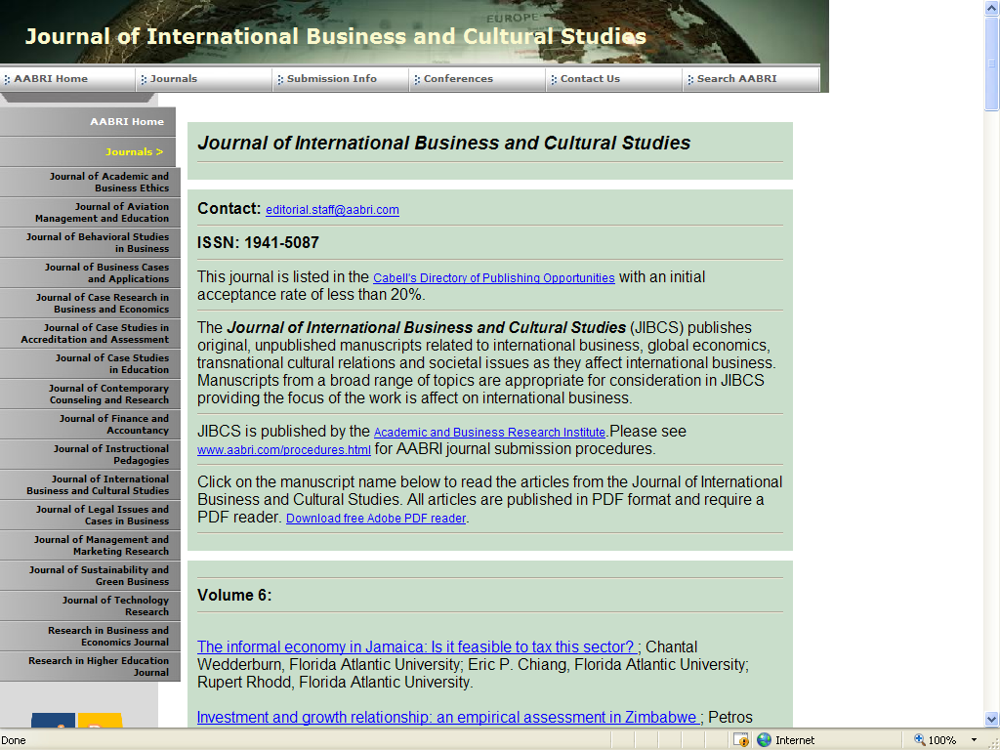 EUROPE
Journal of International Business and Cultural Studies
AABRI Home
Journals
Submission Info
Conferences
Contact Us
Search AABRI
AABRI Home
Journals >
Journal of Academic and
Business Ethics
Journal of Aviation
Management and Education
Journal of Behavioral Studies
in Business
Journal of Business Cases
and Applications
Journal of Case Research in
Business and Economics
Journal of Case Studies in
Accreditation and Assessment
Journal of Case Studies
in Education
Journal of Contemporary
Counseling and Research
Journal of Finance and
Accountancy
Journal of Instructional
Pedagogies
Journal of International
Business and Cultural Studies
Journal of Legal Issues and
Cases in Business
Journal of Management and
Marketing Research
Journal of Sustainability and
Green Business
Journal of Technology
Research
Research in Business and
Economics Journal
Research in Higher Education
Journal
Journal of International Business and Cultural Studies
Contact: editorial.staff@aabri.com
ISSN: 1941-5087
This journal is listed in the Cabell's Directory of Publishing Opportunities with an initial
acceptance rate of less than 20%.
The Journal of International Business and Cultural Studies (JIBCS) publishes
original, unpublished manuscripts related to international business, global economics,
transnational cultural relations and societal issues as they affect international business.
Manuscripts from a broad range of topics are appropriate for consideration in JIBCS
providing the focus of the work is affect on international business.
JIBCS is published by the Academic and Business Research Institute.Please see
www.aabri.com/procedures.html for AABRI journal submission procedures.
Click on the manuscript name below to read the articles from the Journal of International
Business and Cultural Studies. All articles are published in PDF format and require a
PDF reader. Download free Adobe PDF reader.
Volume 6:
The informal economy in Jamaica: Is it feasible to tax this sector? ; Chantal
Wedderburn, Florida Atlantic University; Eric P. Chiang, Florida Atlantic University;
Rupert Rhodd, Florida Atlantic University.
Investment and growth relationship: an empirical assessment in Zimbabwe ; Petros
Done
Internet
100%